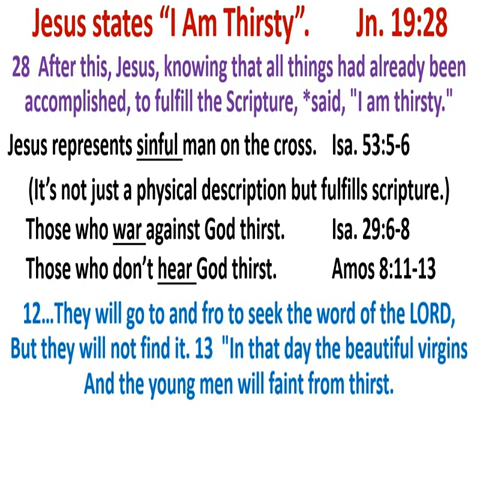 Jesus states “I Am Thirsty”. Jn. 19:28
28 After this, Jesus, knowing that all things had already been
accomplished, to fulfill the Scripture, *said, "I am thirsty."
Jesus represents sinful man on the cross. Isa. 53:5-6
(It’s not just a physical description but fulfills scripture.)
Those who war against God thirst. Isa. 29:6-8
Those who don’t hear God thirst. Amos 8:11-13
12...They will go to and fro to seek the word of the LORD,
But they will not find it. 13 "In that day the beautiful virgins
And the young men will faint from thirst.